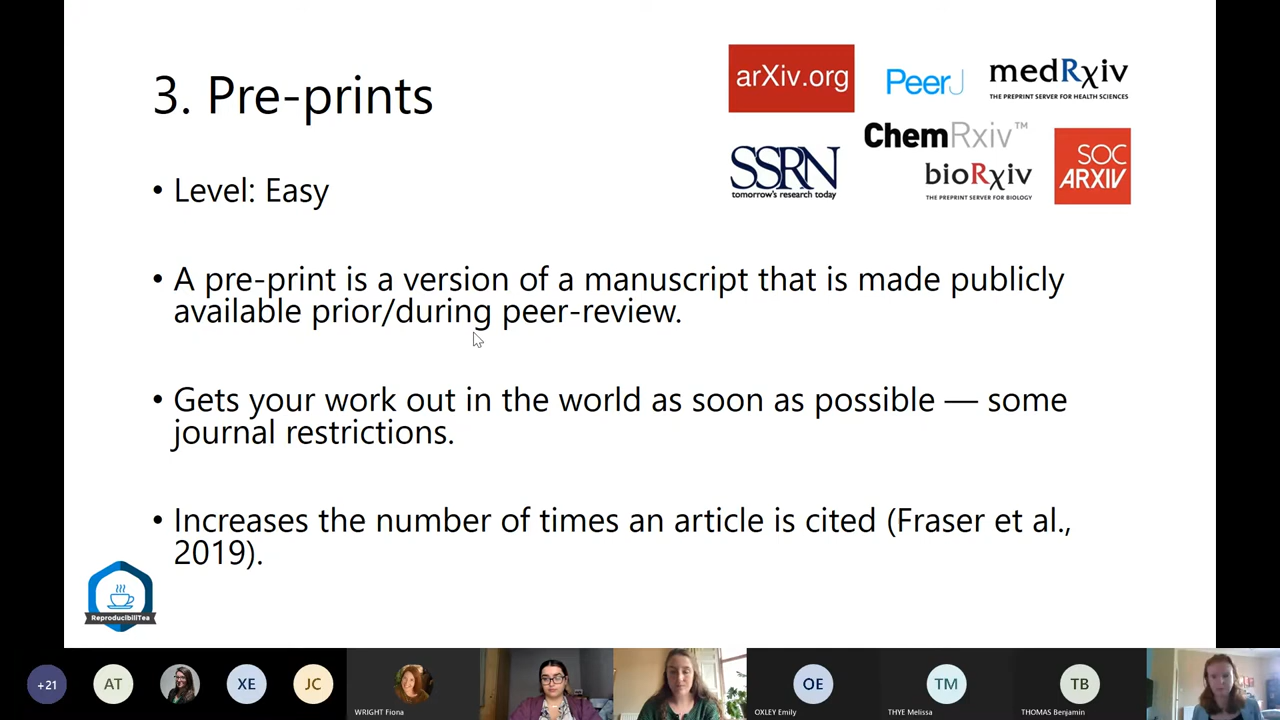 3. Pre-prints
arXiv.org
PeerJ
medRxiv
THE PREPRINT SERVER FOR HEALTH SCIENCES
ChemRxiv™
SSRN
tomorrow's research today
bioRxiv
THE PREPRINT SERVER FOR BIOLOGY
SOC
ARXIV
• Level: Easy
• A pre-print is a version of a manuscript that is made publicly
available prior/during peer-review.
• Gets your work out in the world as soon as possible — some
journal restrictions.
• Increases the number of times an article is cited (Fraser et al.,
2019).
ReproducibiliTea
+21
AT
XE
JC
WRIGHT Fiona
OE
OXLEY Emily
TM
THYE Melissa
TB
THOMAS Benjamin